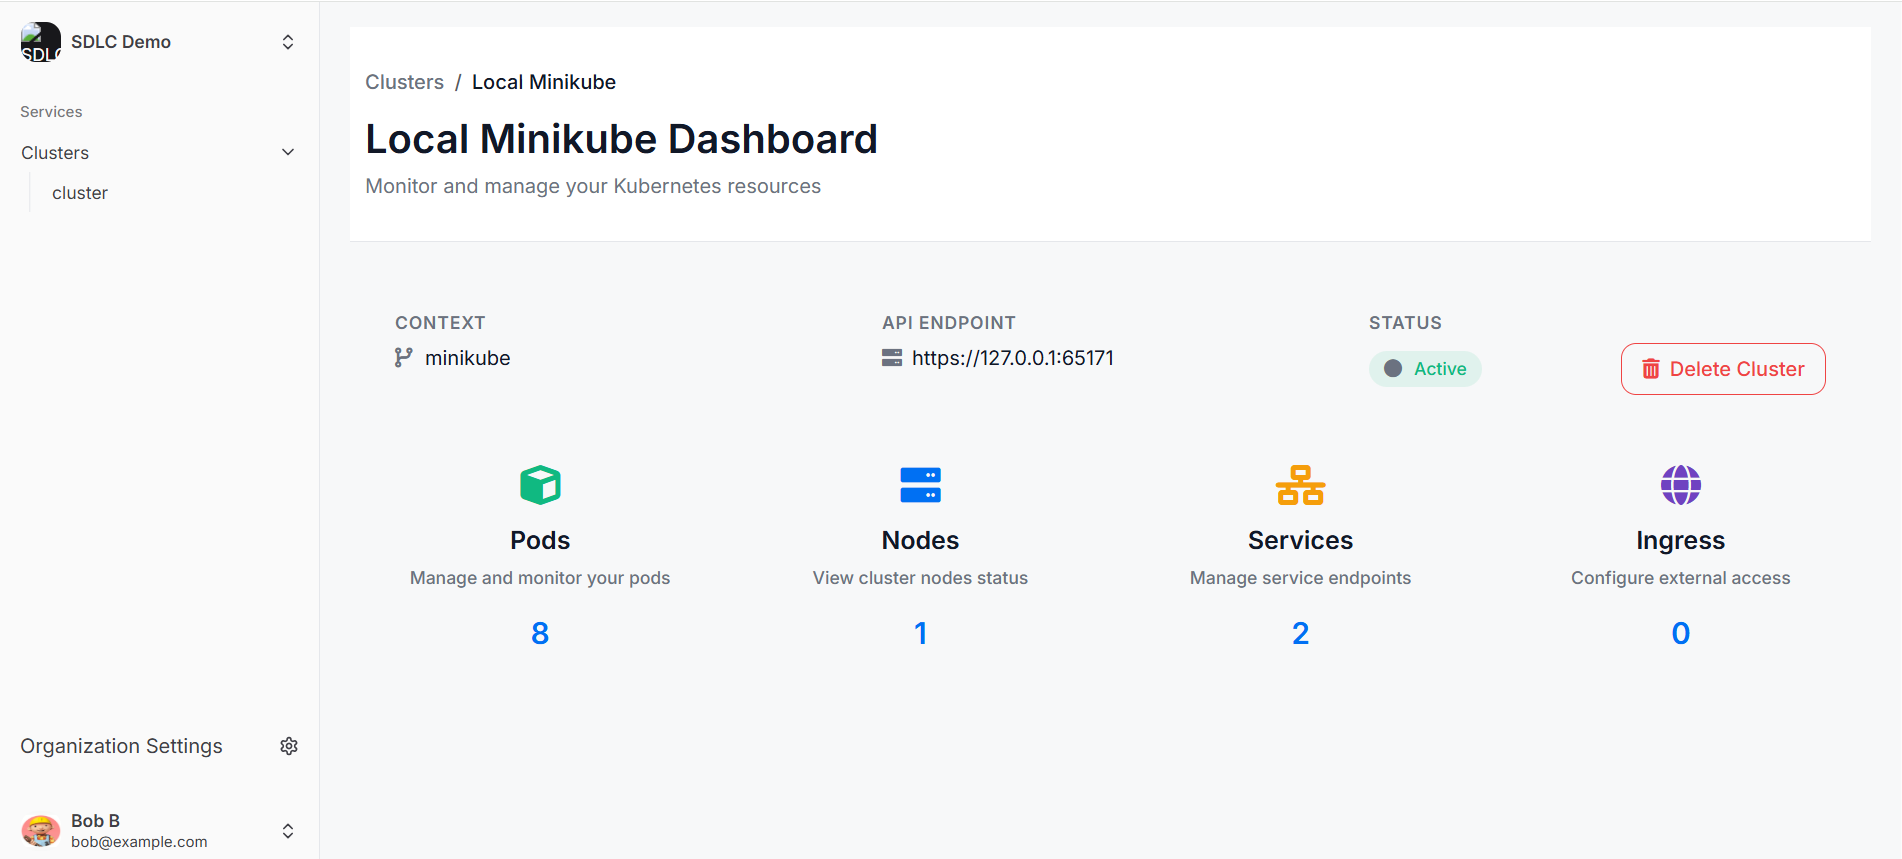 SDLC Demo
Services
Clusters
cluster
Organization Settings
Bob B
bob@example.com
Clusters / Local Minikube
Local Minikube Dashboard
Monitor and manage your Kubernetes resources
CONTEXT
minikube
API ENDPOINT
https://127.0.0.1:65171
STATUS
Active
Delete Cluster
Pods
Manage and monitor your pods
8
Nodes
View cluster nodes status
1
Services
Manage service endpoints
2
Ingress
Configure external access
0